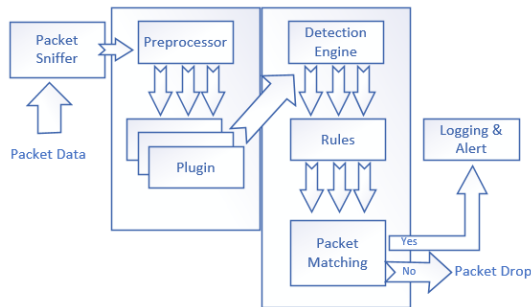 Packet
Sniffer
Packet Data
Preprocessor
Plugin
Detection
Engine
Rules
Packet
Matching
Yes
No
Logging &
Alert
Packet Drop